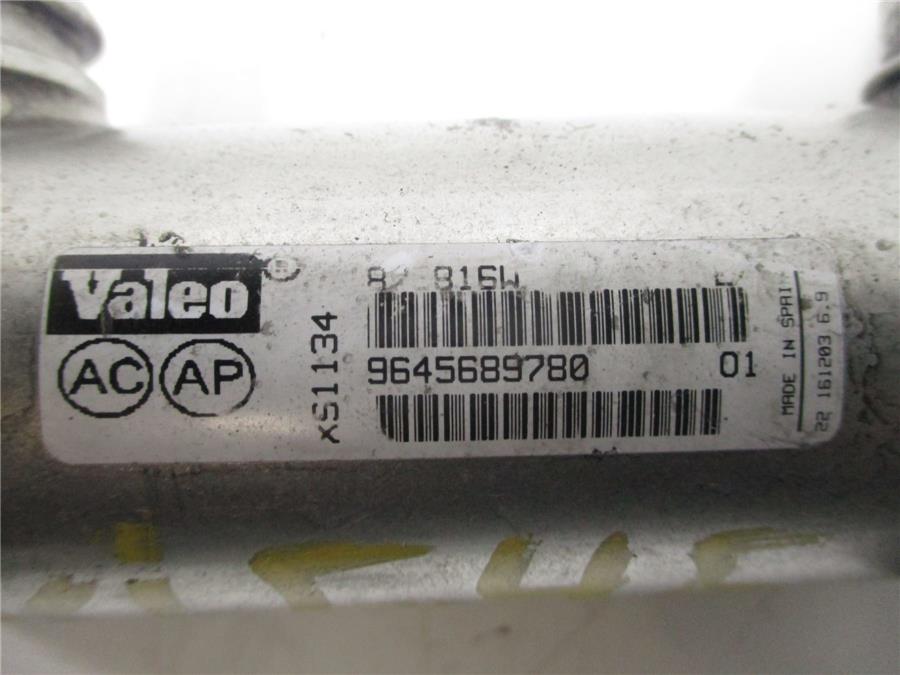 Valeo ®
AC AP
XS1134
816W
9645689780 01
MADE IN SPAI
22 161203 6.9